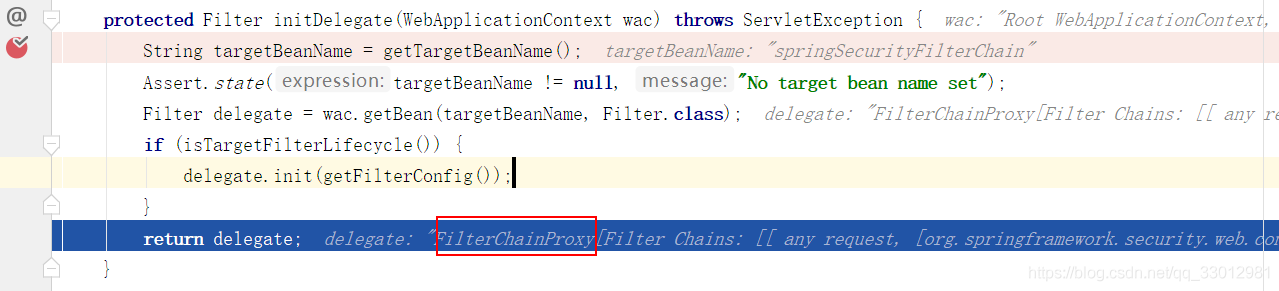 @ protected Filter initDelegate(WebApplicationContext wac) throws ServletException { wac: "Root WebApplicationContext,
String targetBeanName = getTargetBeanName(); targetBeanName: "springSecurityFilterChain"
Assert.state( expression: targetBeanName != null, message: "No target bean name set");
Filter delegate = wac.getBean(targetBeanName, Filter.class); delegate: "FilterChainProxy[Filter Chains: [[ any re
if (isTargetFilterLifecycle()) {
delegate.init(getFilterConfig());
}
return delegate; delegate: "FilterChainProxy[Filter Chains: [[ any request, [org.springframework.security.web.con
}
https://blog.csdn.net/qq_33012981